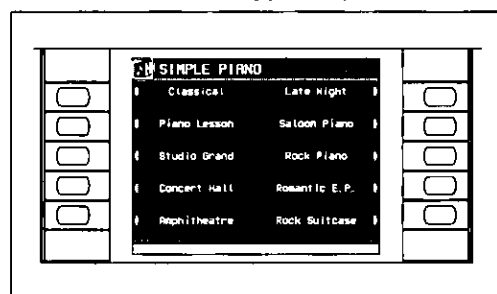 SIMPLE PIANO
Classical Late Night
Piano Lesson Saloon Piano
Studio Grand Rock Piano
Concert Hall Romantic E.P.
Amphitheatre Rock Suitcase